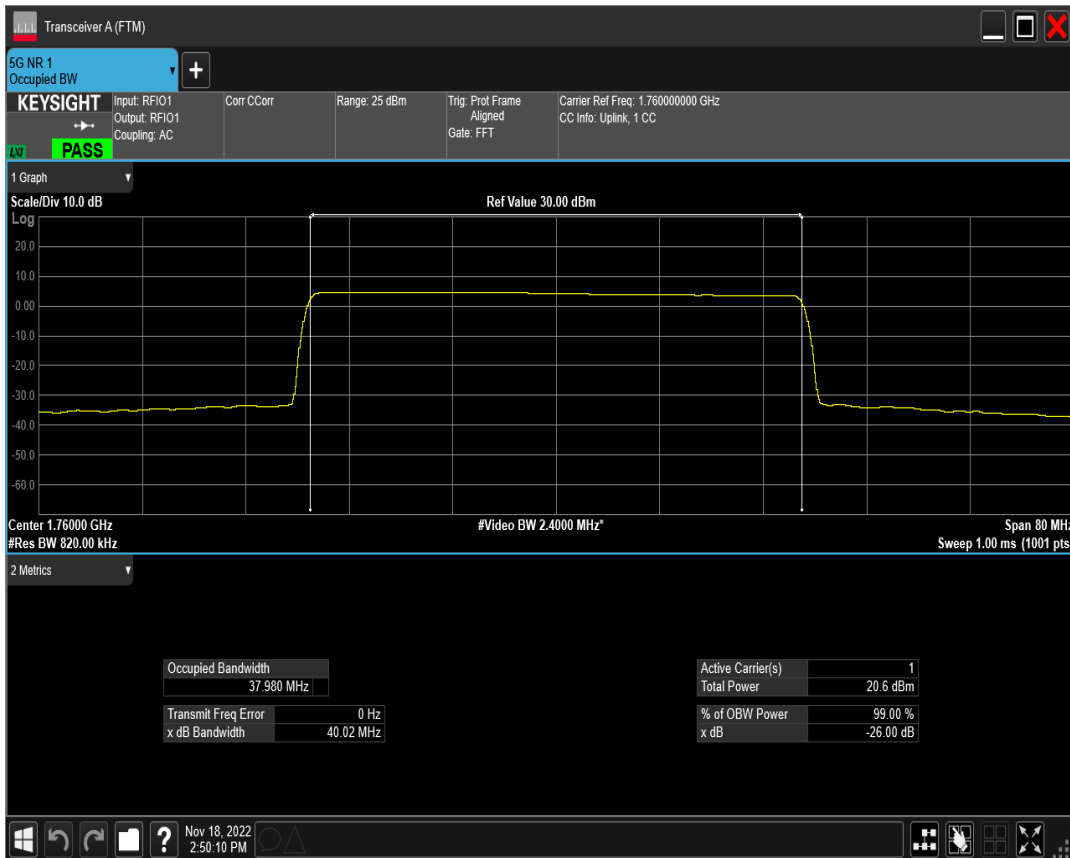 Transceiver A (FTM)
5G NR 1
Occupied BW
+
KEYSIGHT
LXI
PASS
Input: RFIO1
Output: RFIO1
Coupling: AC
Corr CCorr
Range: 25 dBm
Trig: Prot Frame
Aligned
Gate: FFT
Carrier Ref Freq: 1.760000000 GHz
CC Info: Uplink, 1 CC
1 Graph
Scale/Div 10.0 dB
Ref Value 30.00 dBm
Log
20.0
10.0
0.00
-10.0
-20.0
-30.0
-40.0
-50.0
-60.0
Center 1.76000 GHz
#Video BW 2.4000 MHz*
Span 80 MHz
#Res BW 820.00 kHz
Sweep 1.00 ms (1001 pts
2 Metrics
Occupied Bandwidth
37.980 MHz
Transmit Freq Error 0 Hz
x dB Bandwidth 40.02 MHz
Active Carrier(s) 1
Total Power 20.6 dBm
% of OBW Power 99.00 %
x dB -26.00 dB
?
Nov 18, 2022
2:50:10 PM